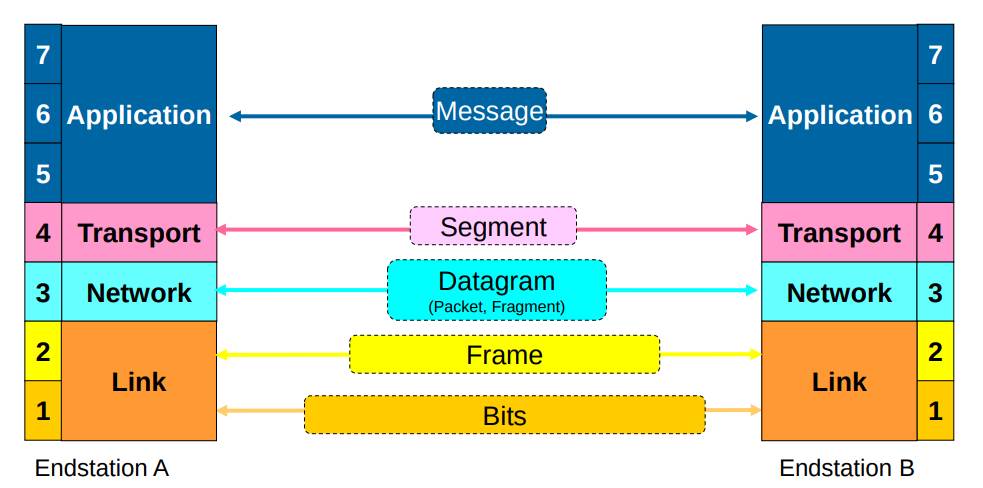 7
6
5
Application
Message
Application
7
6
5
4
Transport
Segment
Transport
4
3
Network
Datagram
(Packet, Fragment)
Network
3
2
1
Link
Frame
Bits
Link
2
1
Endstation A
Endstation B